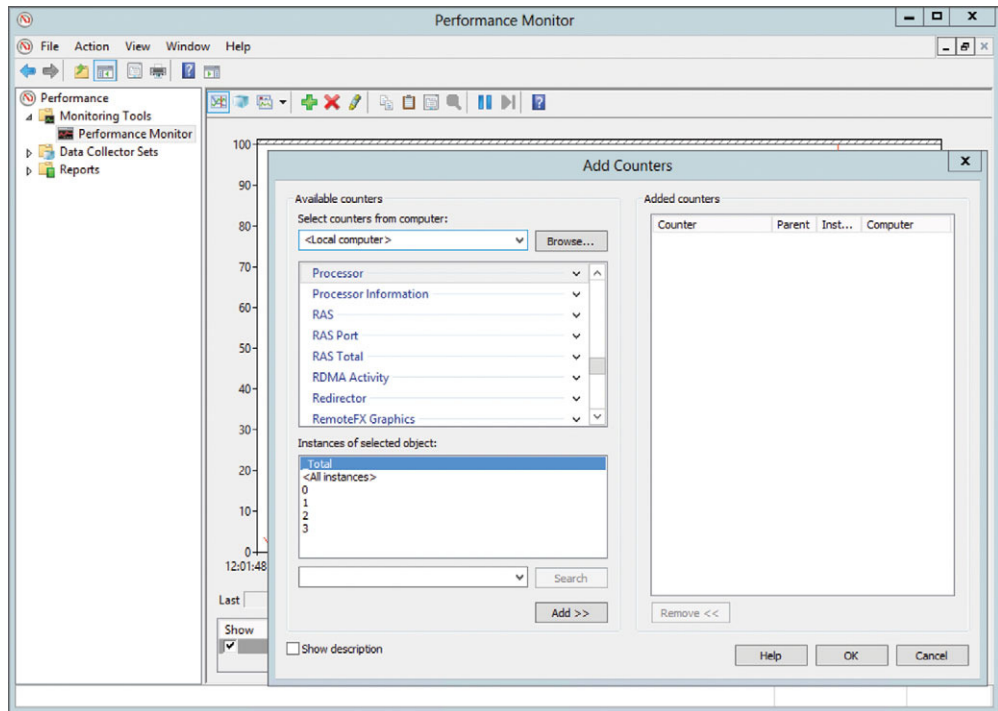 Performance Monitor
File Action View Window Help
Performance
Monitoring Tools
Performance Monitor
Data Collector Sets
Reports
100
90
80
70
60
50
40
30
20
10
0
12:01:48
Last
Show
Add Counters
Available counters
Select counters from computer:
<Local computer>
Browse...
Processor
Processor Information
RAS
RAS Port
RAS Total
RDMA Activity
Redirector
RemoteFX Graphics
Instances of selected object:
_Total
<All instances>
0
1
2
3
Search
Add >>
Show description
Added counters
Counter Parent Inst... Computer
Remove <<
Help OK Cancel